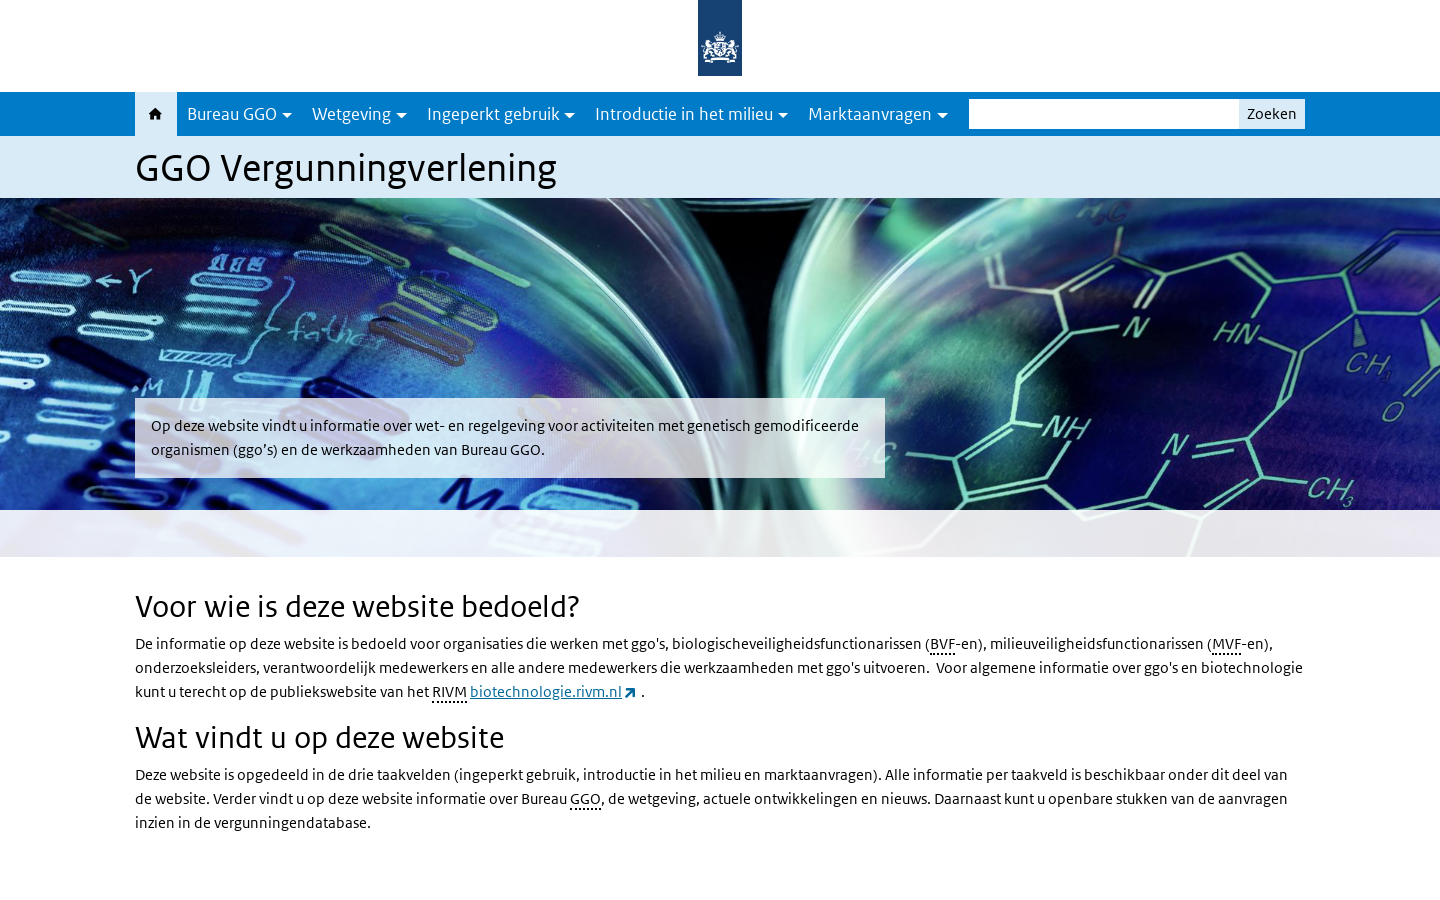 Bureau GGO
Wetgeving
Ingeperkt gebruik
Introductie in het milieu
Marktaanvragen
Zoeken
GGO Vergunningverlening
Y
father
M
H₃C
N
HN
CH₃
O
NH
N
H₃C
CH₃
Op deze website vindt u informatie over wet- en regelgeving voor activiteiten met genetisch gemodificeerde
organismen (ggo’s) en de werkzaamheden van Bureau GGO.
Voor wie is deze website bedoeld?
De informatie op deze website is bedoeld voor organisaties die werken met ggo's, biologischeveiligheidsfunctionarissen (BVF-en), milieuveiligheidsfunctionarissen (MVF-en),
onderzoeksleiders, verantwoordelijk medewerkers en alle andere medewerkers die werkzaamheden met ggo's uitvoeren.  Voor algemene informatie over ggo's en biotechnologie
kunt u terecht op de publiekswebsite van het RIVM biotechnologie.rivm.nl .
Wat vindt u op deze website
Deze website is opgedeeld in de drie taakvelden (ingeperkt gebruik, introductie in het milieu en marktaanvragen). Alle informatie per taakveld is beschikbaar onder dit deel van
de website. Verder vindt u op deze website informatie over Bureau GGO, de wetgeving, actuele ontwikkelingen en nieuws. Daarnaast kunt u openbare stukken van de aanvragen
inzien in de vergunningendatabase.